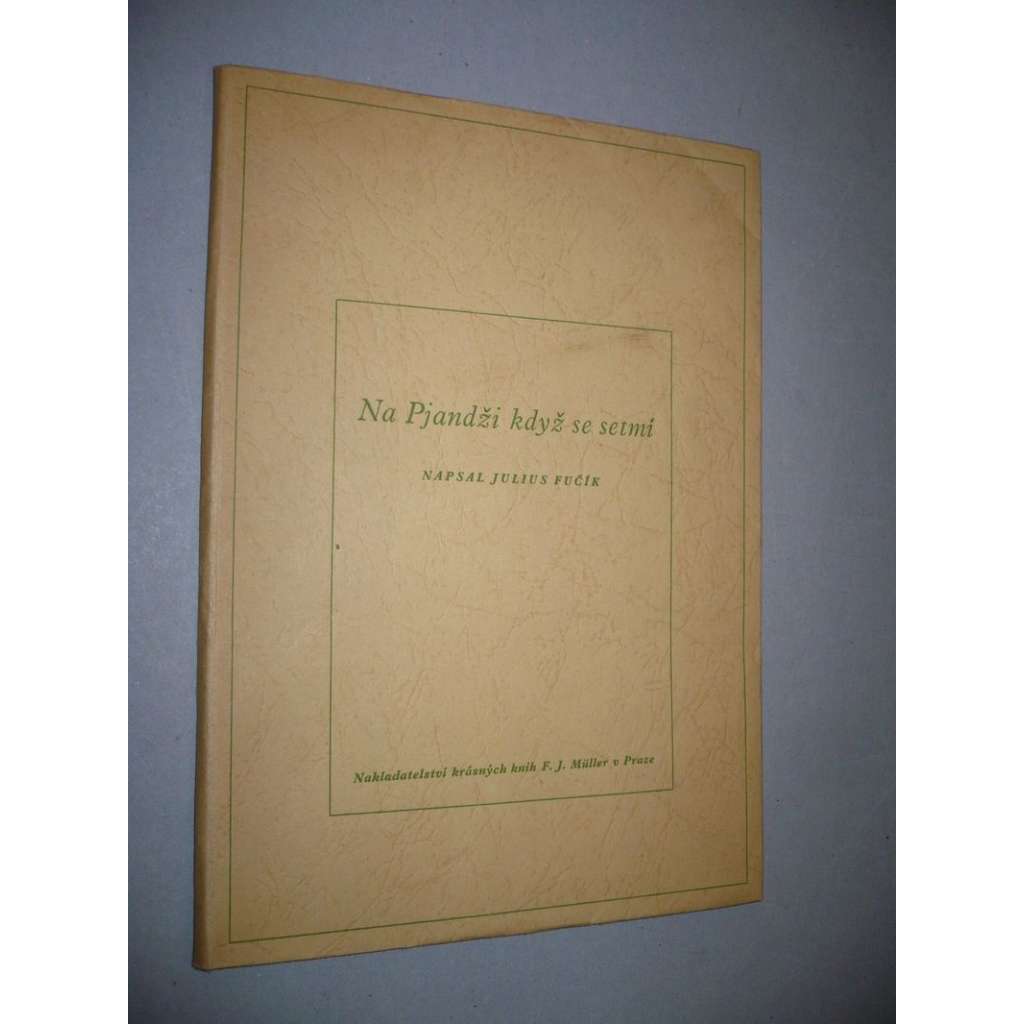 Na Pjandži když se setmí
NAPSAL JULIUS FUČÍK
Nakladatelství krásných knih F. J. Müller v Praze